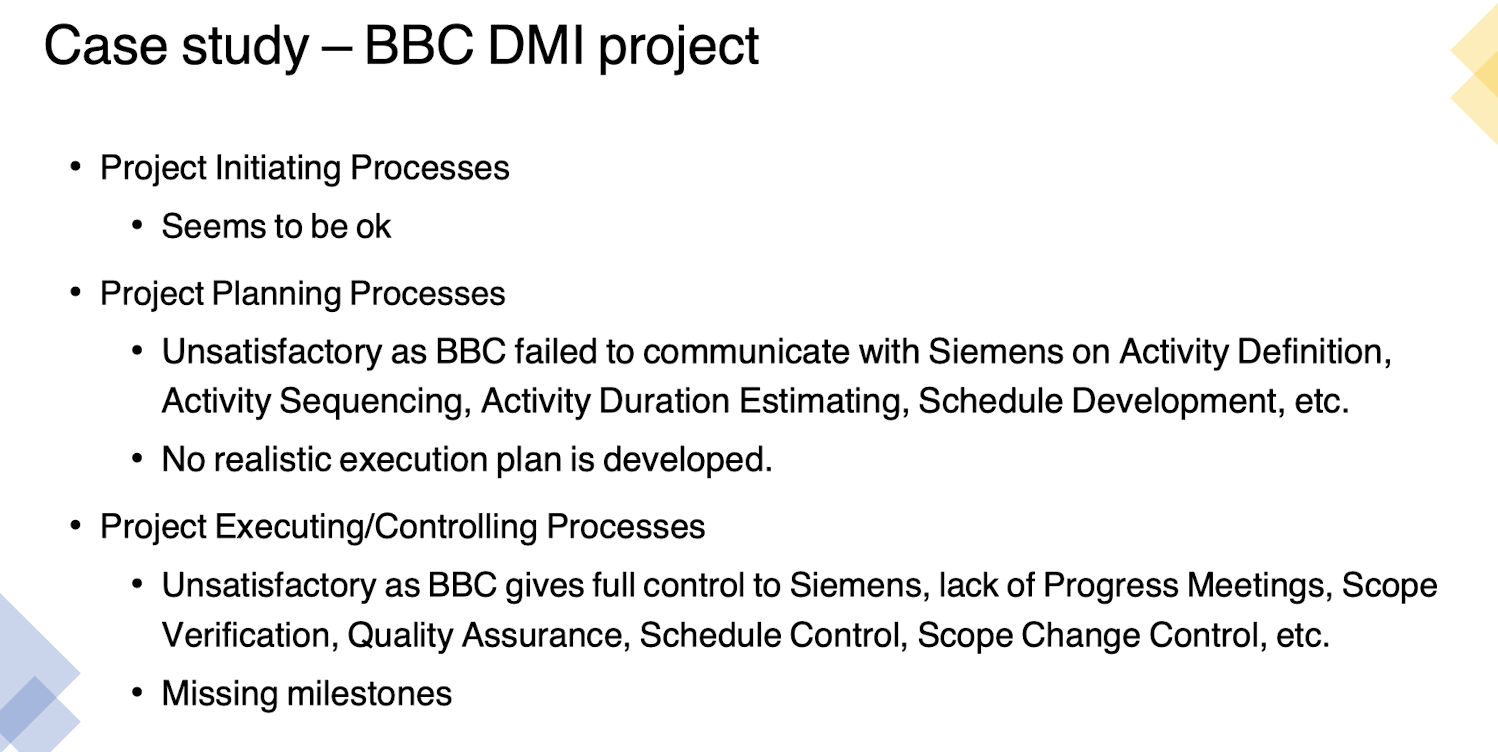 Case study – BBC DMI project
• Project Initiating Processes
• Seems to be ok
• Project Planning Processes
• Unsatisfactory as BBC failed to communicate with Siemens on Activity Definition,
Activity Sequencing, Activity Duration Estimating, Schedule Development, etc.
• No realistic execution plan is developed.
• Project Executing/Controlling Processes
• Unsatisfactory as BBC gives full control to Siemens, lack of Progress Meetings, Scope
Verification, Quality Assurance, Schedule Control, Scope Change Control, etc.
• Missing milestones